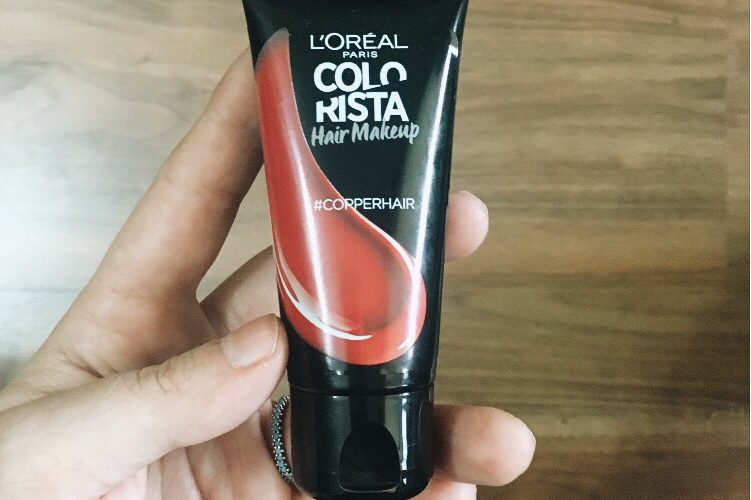 L'ORÉAL
PARIS
COLO
RISTA
Hair Makeup
#COPPERHAIR